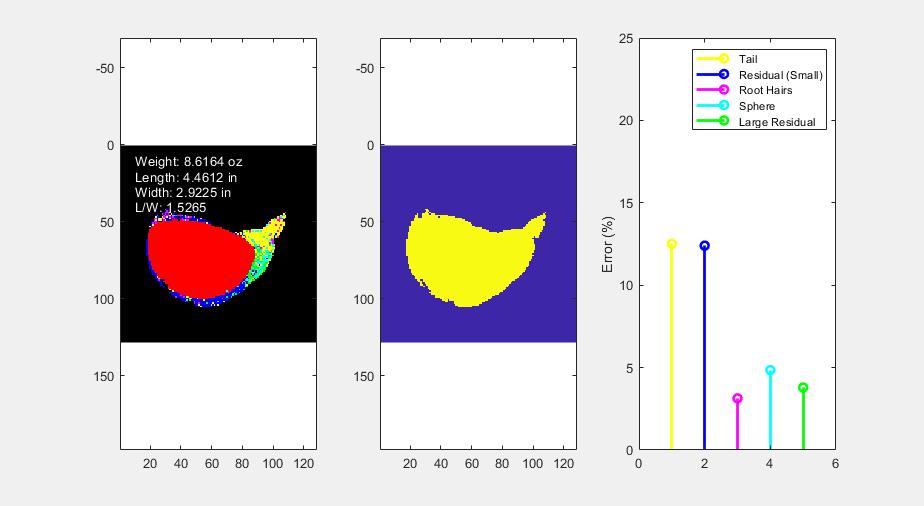 Weight: 8.6164 oz
Length: 4.4612 in
Width: 2.9225 in
L/W: 1.5265
-50
0
50
100
150
20 40 60 80 100 120
-50
0
50
100
150
20 40 60 80 100 120
Error (%)
25
20
15
10
5
0
0 2 4 6
Tail
Residual (Small)
Root Hairs
Sphere
Large Residual